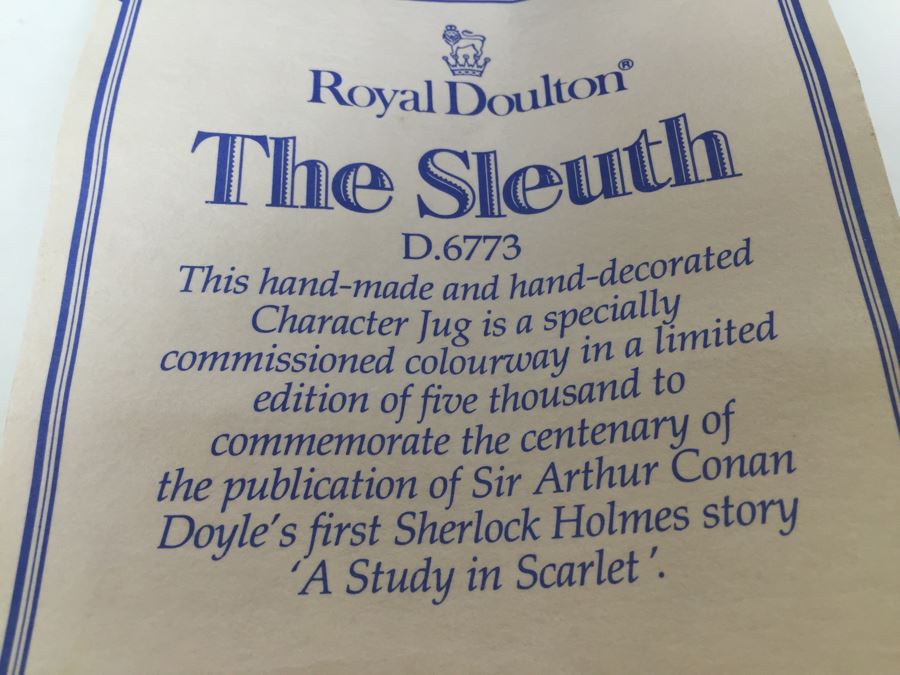 Royal Doulton®
The Sleuth
D.6773
This hand-made and hand-decorated
Character Jug is a specially
commissioned colourway in a limited
edition of five thousand to
commemorate the centenary of
the publication of Sir Arthur Conan
Doyle's first Sherlock Holmes story
'A Study in Scarlet'.